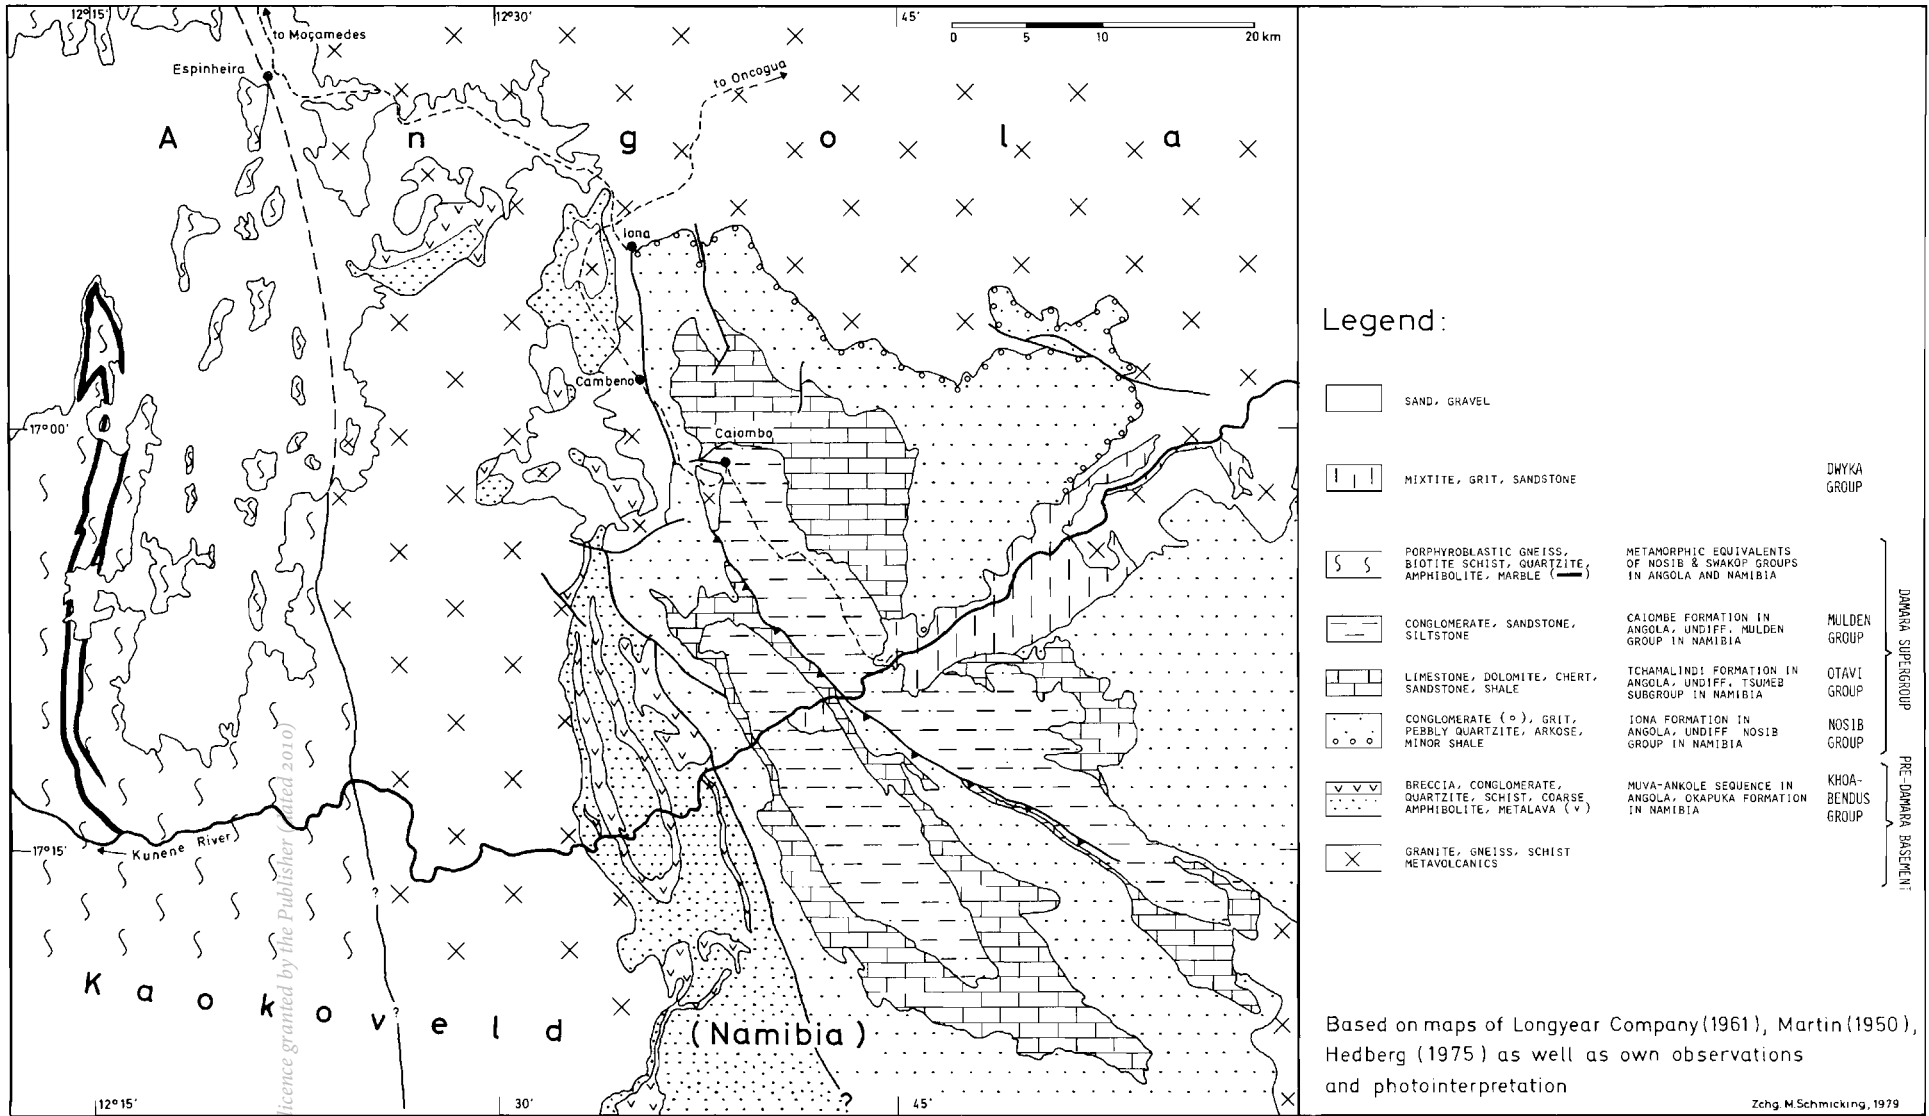 12°15'
12°30'
45'
to Moçamedes
0 5 10 20 km
Espinheira
to Oncogua
A n g o l a
Iona
Cambeno
Caiombo
17°00'
17°15'
Kunene River
?
?
K a o k o v e l d (Namibia)
?
12°15'
30'
45'
licence granted by the Publisher (dated 2010)
Legend:
SAND, GRAVEL
MIXTITE, GRIT, SANDSTONE
DWYKA
GROUP
PORPHYROBLASTIC GNEISS,
BIOTITE SCHIST, QUARTZITE,
AMPHIBOLITE, MARBLE ( )
METAMORPHIC EQUIVALENTS
OF NOSIB & SWAKOP GROUPS
IN ANGOLA AND NAMIBIA
CONGLOMERATE, SANDSTONE,
SILTSTONE
CAIOMBE FORMATION IN
ANGOLA, UNDIFF. MULDEN
GROUP IN NAMIBIA
MULDEN
GROUP
LIMESTONE, DOLOMITE, CHERT,
SANDSTONE, SHALE
TCHAMALINDI FORMATION IN
ANGOLA, UNDIFF. TSUMEB
SUBGROUP IN NAMIBIA
OTAVI
GROUP
CONGLOMERATE (o), GRIT,
PEBBLY QUARTZITE, ARKOSE,
MINOR SHALE
IONA FORMATION IN
ANGOLA, UNDIFF NOSIB
GROUP IN NAMIBIA
NOSIB
GROUP
DAMARA SUPERGROUP
BRECCIA, CONGLOMERATE,
QUARTZITE, SCHIST, COARSE
AMPHIBOLITE, METALAVA (v)
MUVA-ANKOLE SEQUENCE IN
ANGOLA, OKAPUKA FORMATION
IN NAMIBIA
KHOA-
BENDUS
GROUP
GRANITE, GNEISS, SCHIST
METAVOLCANICS
PRE-DAMARA BASEMENT
Based on maps of Longyear Company (1961), Martin (1950),
Hedberg (1975) as well as own observations
and photointerpretation
Zchg. M. Schmicking, 1979